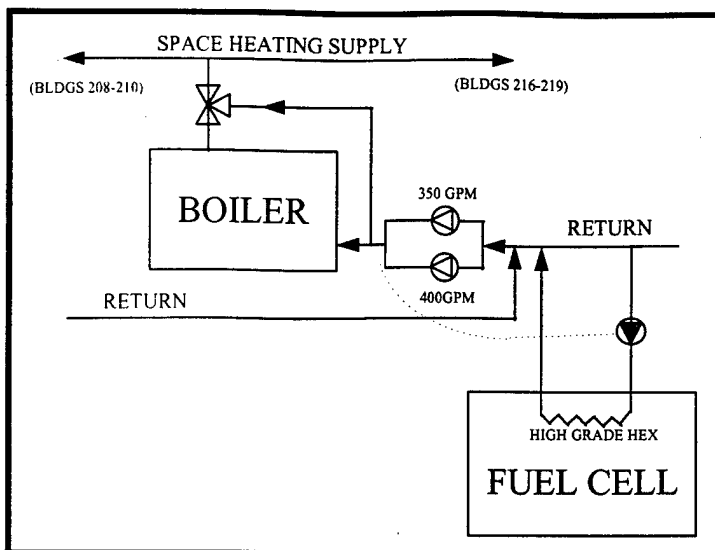 SPACE HEATING SUPPLY
(BLDGS 208-210)
(BLDGS 216-219)
BOILER
350 GPM
RETURN
400GPM
RETURN
HIGH GRADE HEX
FUEL CELL